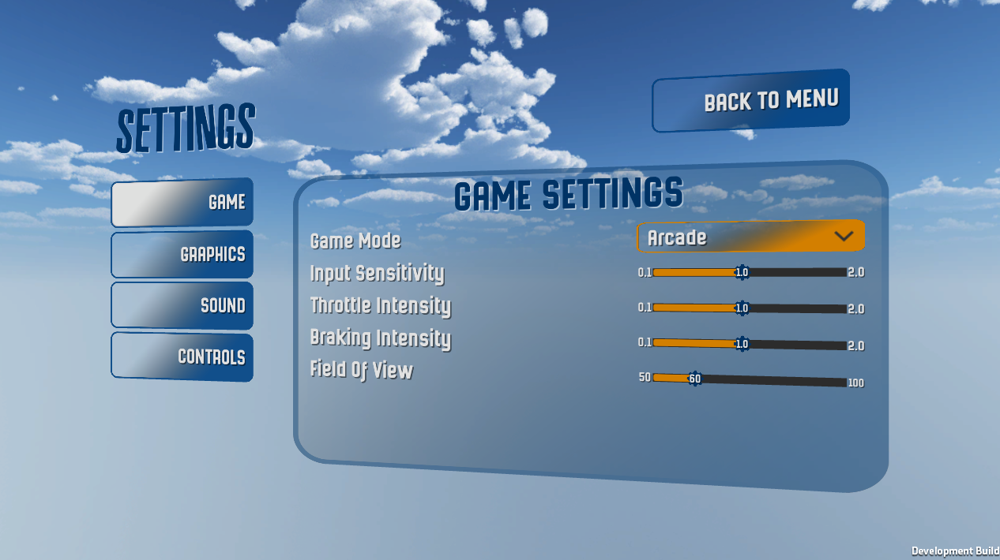 SETTINGS
BACK TO MENU
GAME
GRAPHICS
SOUND
CONTROLS
GAME SETTINGS
Game Mode
Arcade
Input Sensitivity
0.1 1.0 2.0
Throttle Intensity
0.1 1.0 2.0
Braking Intensity
0.1 1.0 2.0
Field Of View
50 60 100
Development Build